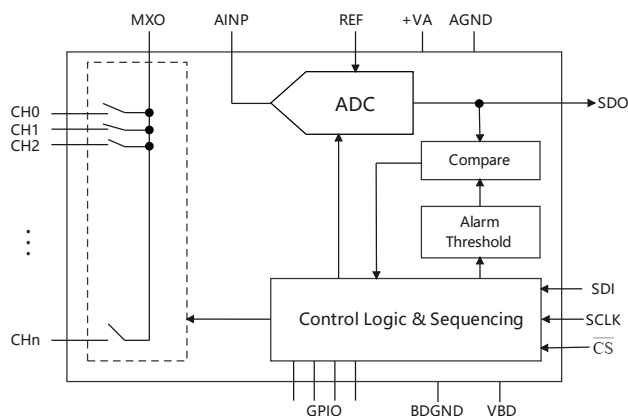 MXO AINP REF +VA AGND
CH0
ADC
SDO
CH1
CH2
Compare
Alarm
Threshold
⋮
SDI
Control Logic & Sequencing
SCLK
CHn
C̅S̅
GPIO BDGND VBD